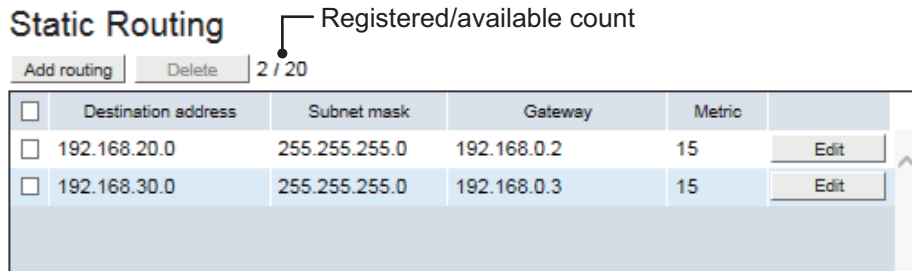 Static Routing
Registered/available count
Add routing Delete 2 / 20
Destination address Subnet mask Gateway Metric
192.168.20.0 255.255.255.0 192.168.0.2 15 Edit
192.168.30.0 255.255.255.0 192.168.0.3 15 Edit